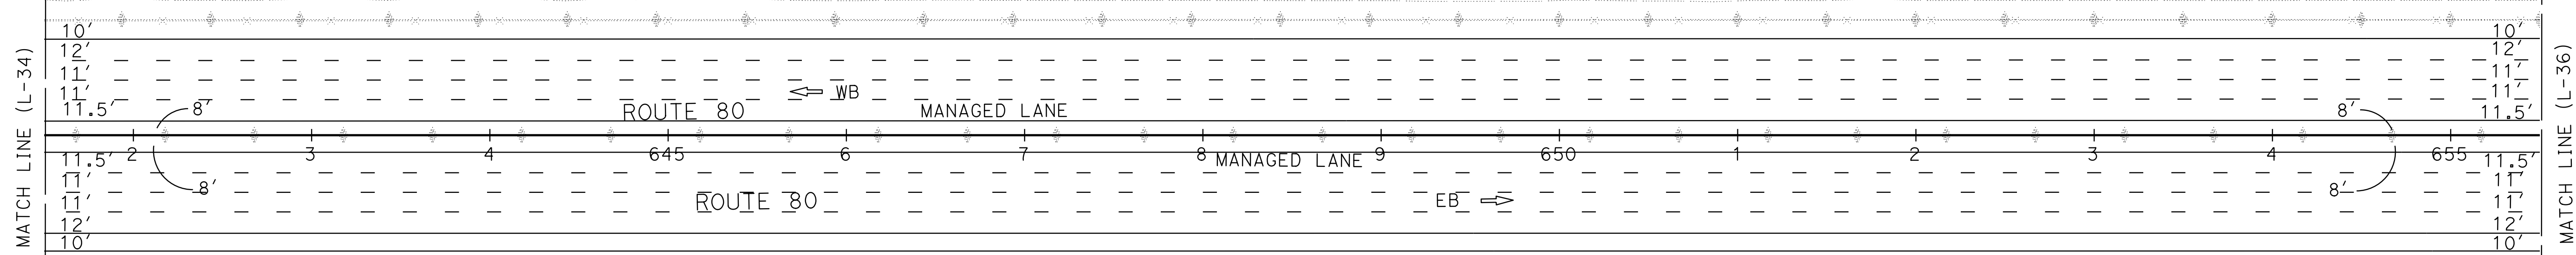 MATCH LINE (L-34)
10' 10'
12' 12'
11' 11'
11' WB 11'
11.5' 8' ROUTE 80 MANAGED LANE 8' 11.5'
2 3 4 645 6 7 8 9 650 1 2 3 4 655
11.5' MANAGED LANE 11.5'
11' 11'
8' 8'
11' ROUTE 80 EB 11'
12' 12'
10' 10'
MATCH LINE (L-36)